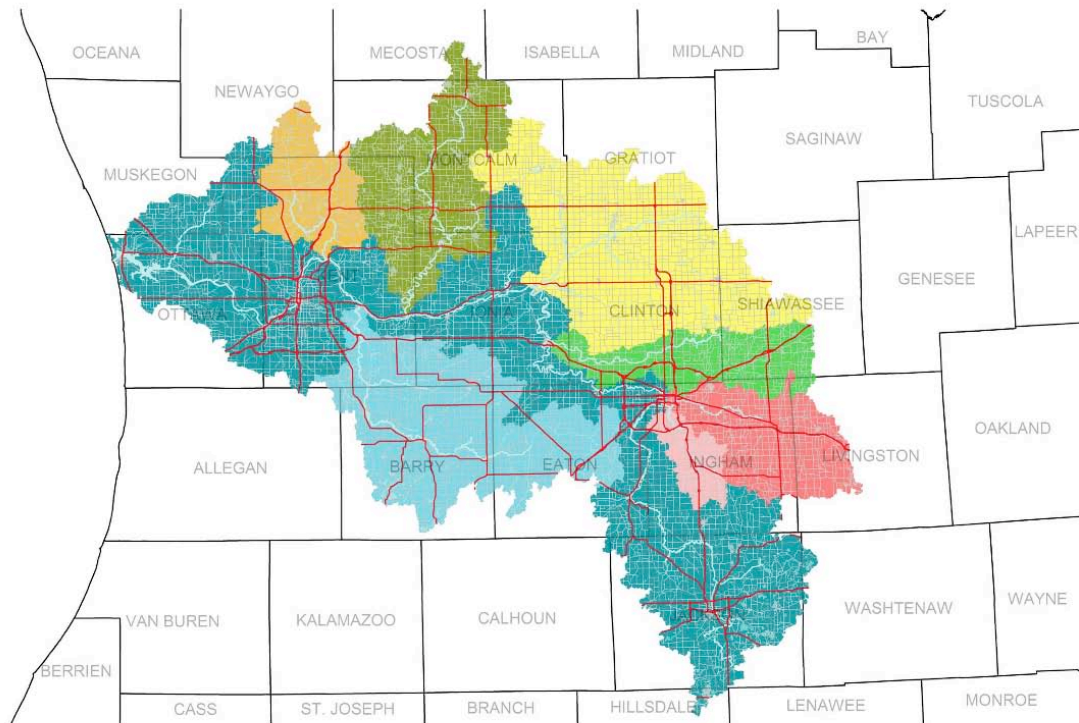 OCEANA
MECOSTA
ISABELLA
MIDLAND
BAY
NEWAYGO
TUSCOLA
SAGINAW
MUSKEGON
MONTCALM
GRATIOT
LAPEER
GENESEE
KENT
OTTAWA
IONIA
CLINTON
SHIAWASSEE
OAKLAND
ALLEGAN
BARRY
EATON
INGHAM
LIVINGSTON
VAN BUREN
KALAMAZOO
CALHOUN
WASHTENAW
WAYNE
BERRIEN
CASS
ST. JOSEPH
BRANCH
HILLSDALE
LENAWEE
MONROE